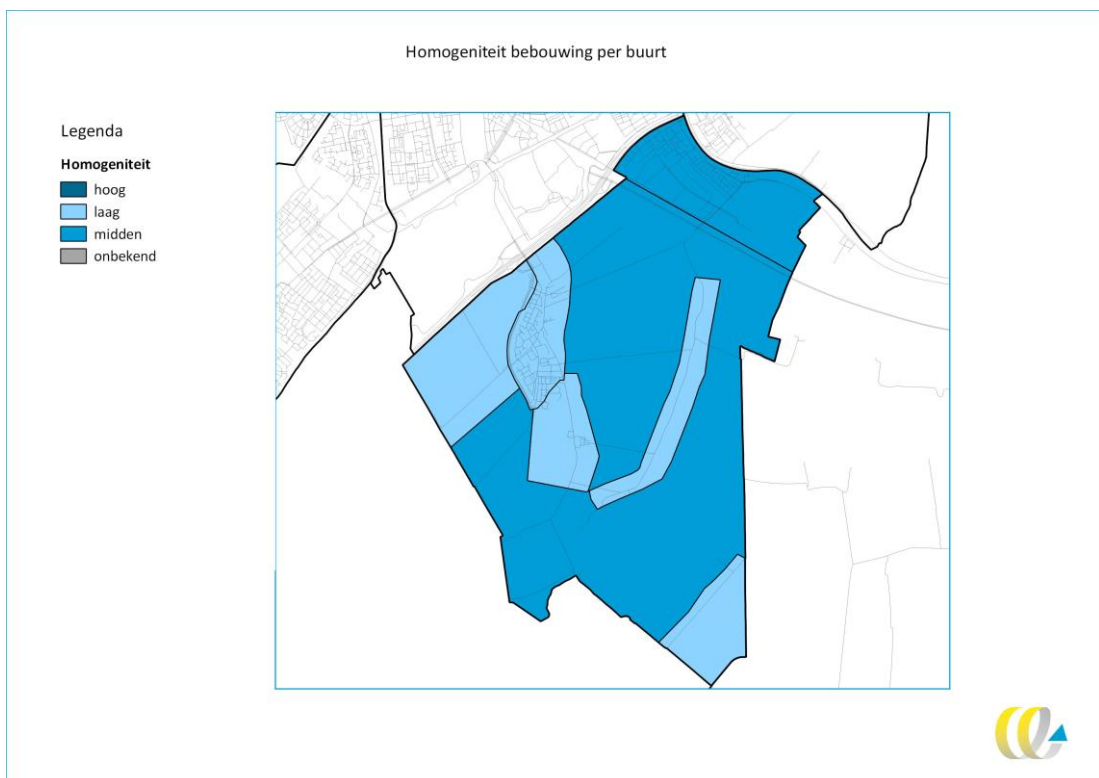 Homogeniteit bebouwing per buurt
Legenda
Homogeniteit
hoog
laag
midden
onbekend